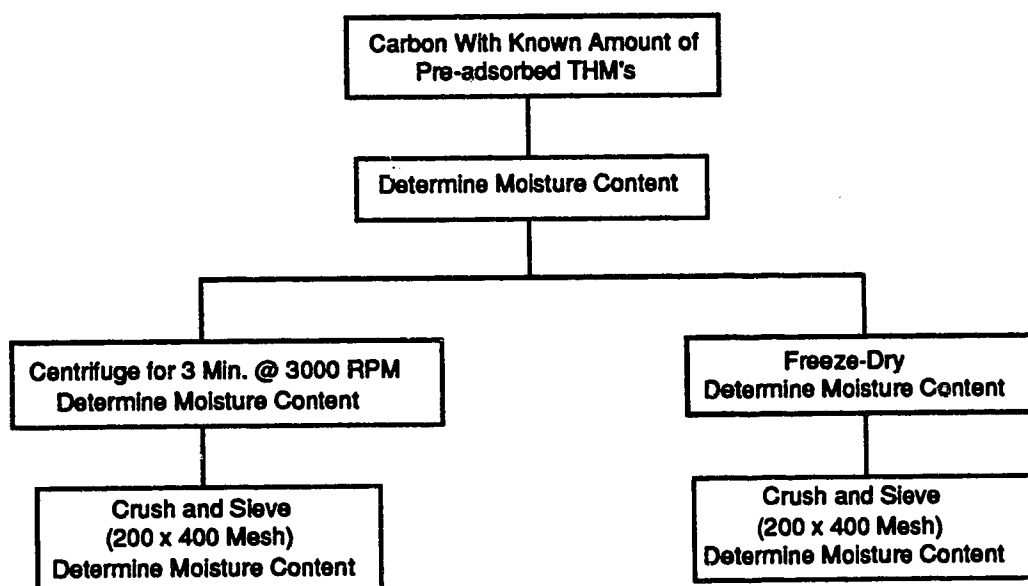 Carbon With Known Amount of
Pre-adsorbed THM's
Determine Moisture Content
Centrifuge for 3 Min. @ 3000 RPM
Determine Moisture Content
Freeze-Dry
Determine Moisture Content
Crush and Sieve
(200 x 400 Mesh)
Determine Moisture Content
Crush and Sieve
(200 x 400 Mesh)
Determine Moisture Content